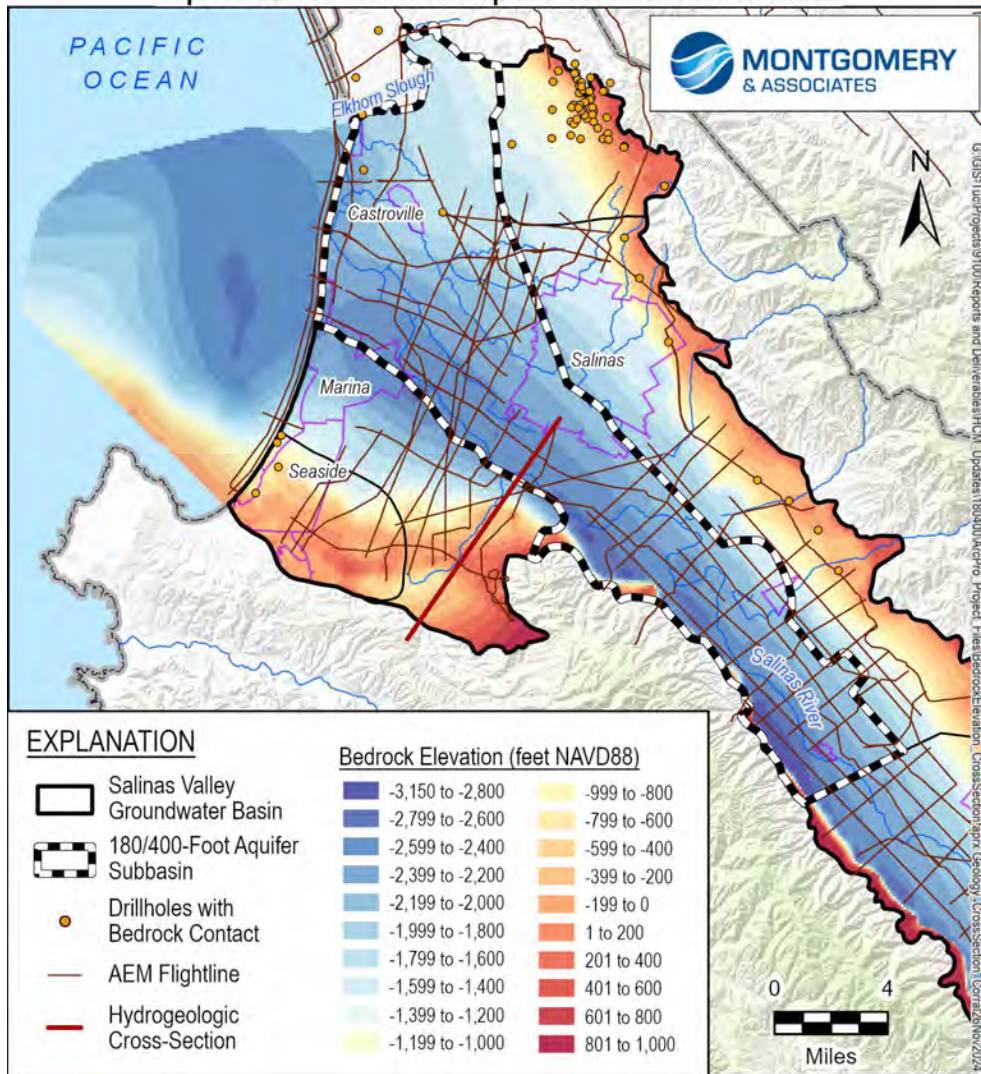 PACIFIC
OCEAN
MONTGOMERY
& ASSOCIATES
Elkhorn Slough
N
Castroville
Salinas
Marina
Seaside
Salinas River
EXPLANATION
Salinas Valley
Groundwater Basin
180/400-Foot Aquifer
Subbasin
Drillholes with
Bedrock Contact
AEM Flightline
Hydrogeologic
Cross-Section
Bedrock Elevation (feet NAVD88)
-3,150 to -2,800
-2,799 to -2,600
-2,599 to -2,400
-2,399 to -2,200
-2,199 to -2,000
-1,999 to -1,800
-1,799 to -1,600
-1,599 to -1,400
-1,399 to -1,200
-1,199 to -1,000
-999 to -800
-799 to -600
-599 to -400
-399 to -200
-199 to 0
1 to 200
201 to 400
401 to 600
601 to 800
801 to 1,000
0 4
Miles